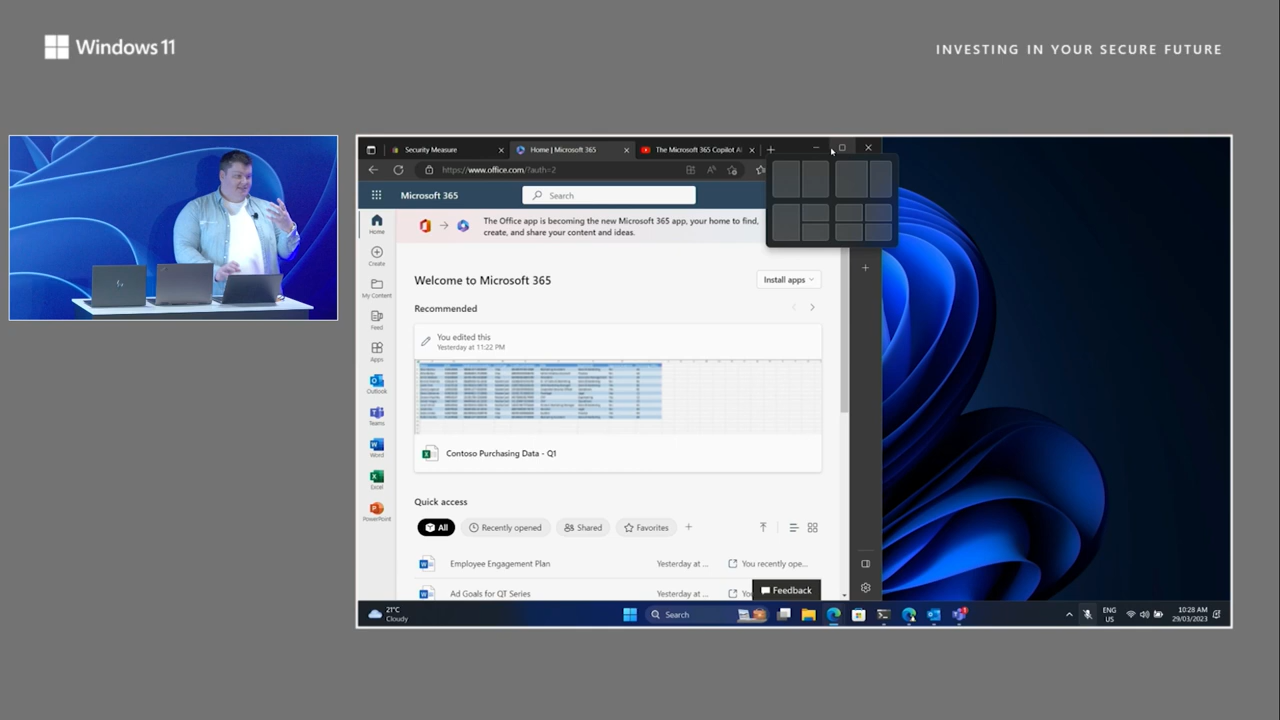 Windows 11
INVESTING IN YOUR SECURE FUTURE
Security Measure
Home | Microsoft 365
The Microsoft 365 Copilot AI
https://www.office.com/?auth=2
Microsoft 365
Search
Home
The Office app is becoming the new Microsoft 365 app, your home to find,
create, and share your content and ideas.
Create
Welcome to Microsoft 365
Install apps
My Content
Recommended
Feed
You edited this
Yesterday at 11:22 PM
Apps
Outlook
Teams
Word
Contoso Purchasing Data - Q1
Excel
Quick access
PowerPoint
All
Recently opened
Shared
Favorites
Employee Engagement Plan
Yesterday at ...
You recently ope...
Ad Goals for QT Series
Yesterday at ...
Yo
Feedback
21°C
Cloudy
Search
ENG
US
10:28 AM
29/03/2023